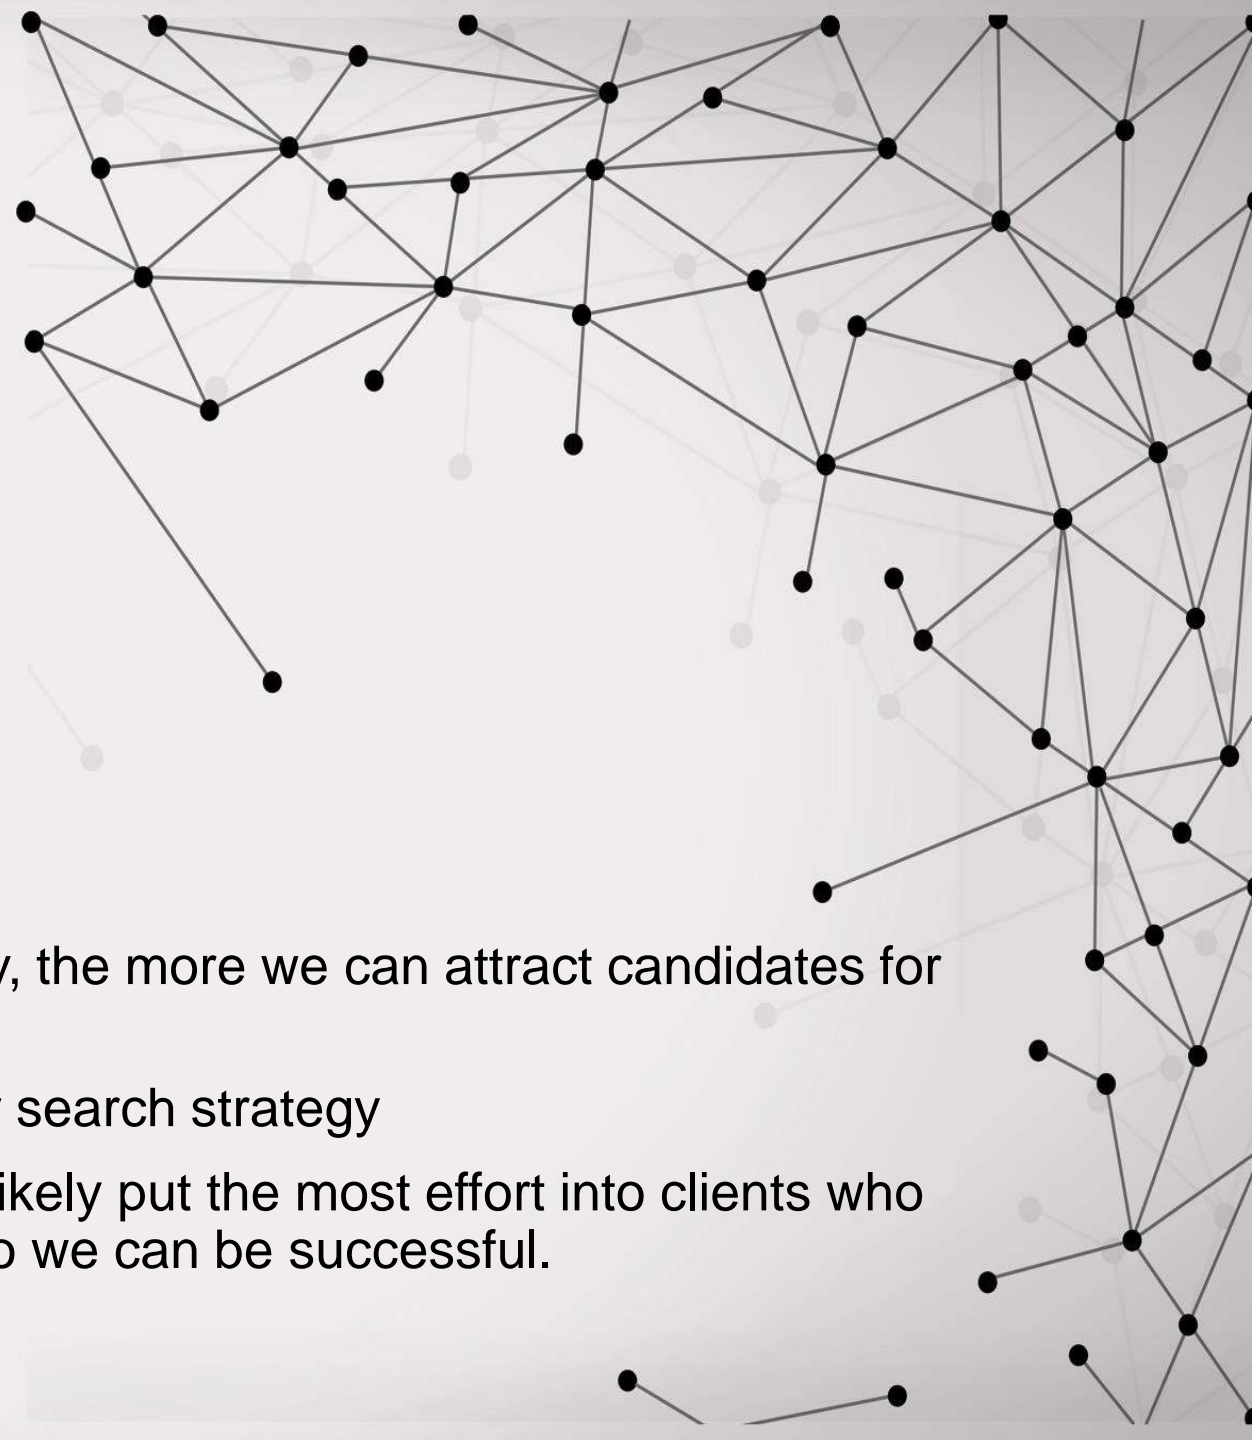 , the more we can attract candidates for
search strategy
likely put the most effort into clients who
we can be successful.